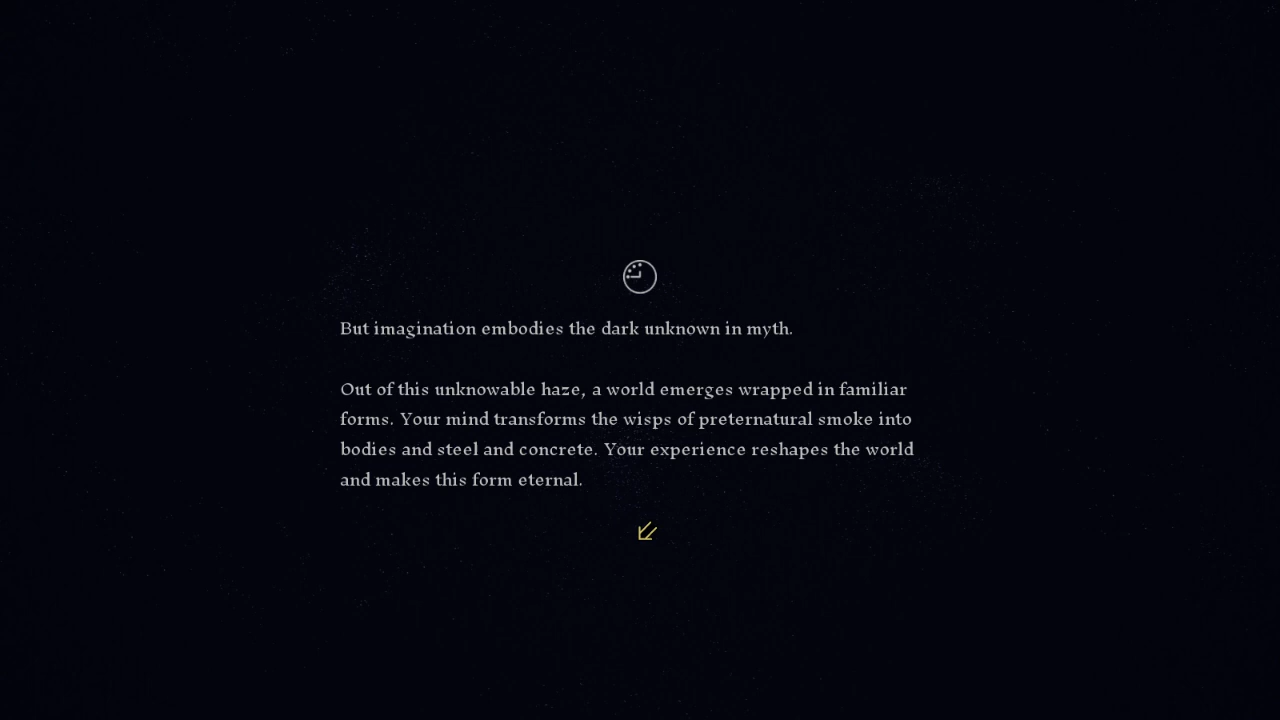 But imagination embodies the dark unknown in myth.
Out of this unknowable haze, a world emerges wrapped in familiar
forms. Your mind transforms the wisps of preternatural smoke into
bodies and steel and concrete. Your experience reshapes the world
and makes this form eternal.